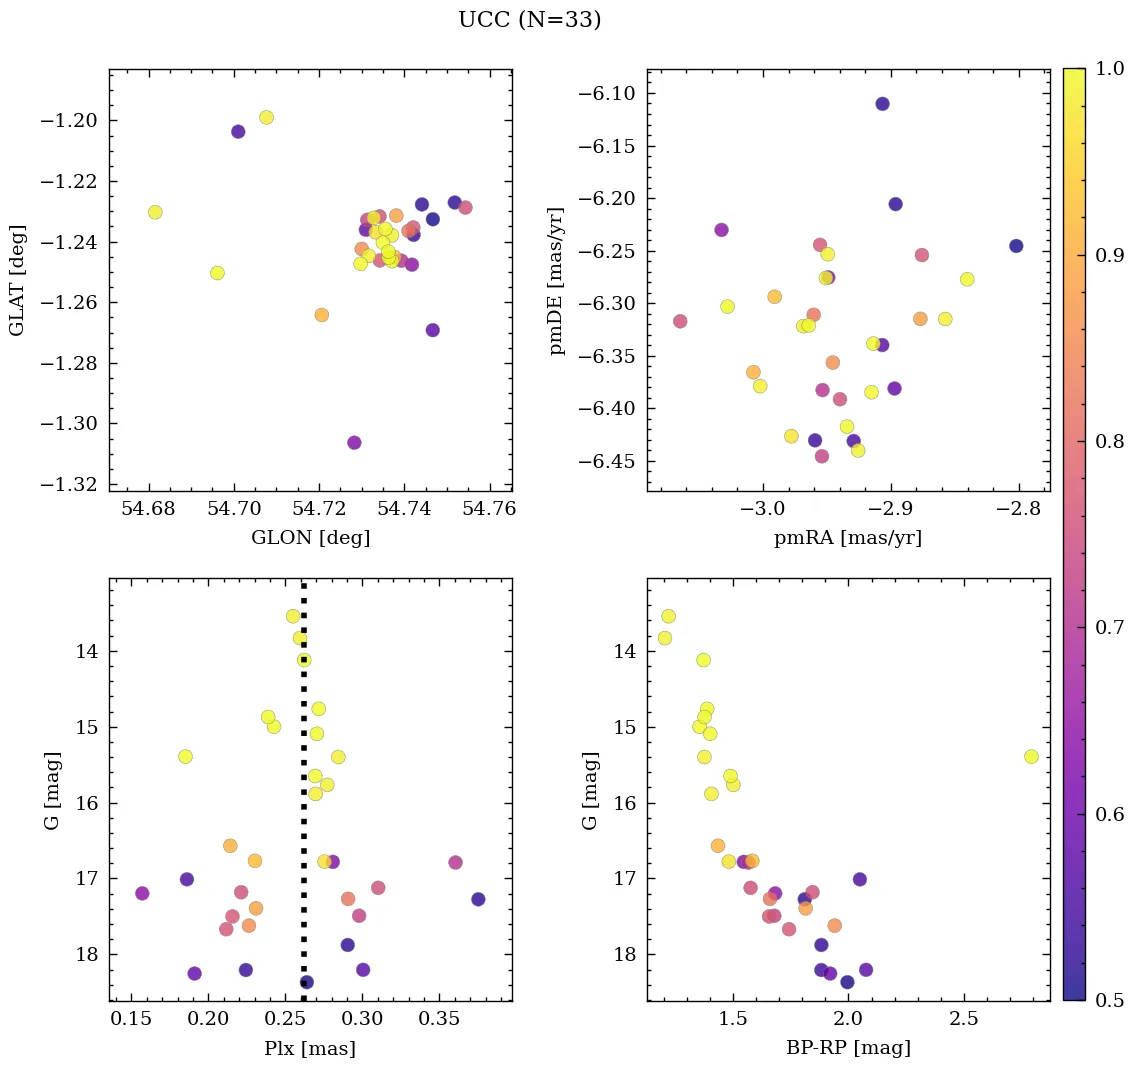 UCC (N=33)
−1.20
−1.22
−1.24
−1.26
−1.28
−1.30
−1.32
GLAT [deg]
54.68 54.70 54.72 54.74 54.76
GLON [deg]
−6.10
−6.15
−6.20
−6.25
−6.30
−6.35
−6.40
−6.45
pmDE [mas/yr]
−3.0 −2.9 −2.8
pmRA [mas/yr]
14
15
16
17
18
G [mag]
0.15 0.20 0.25 0.30 0.35
Plx [mas]
14
15
16
17
18
G [mag]
1.5 2.0 2.5
BP-RP [mag]
1.0
0.9
0.8
0.7
0.6
0.5